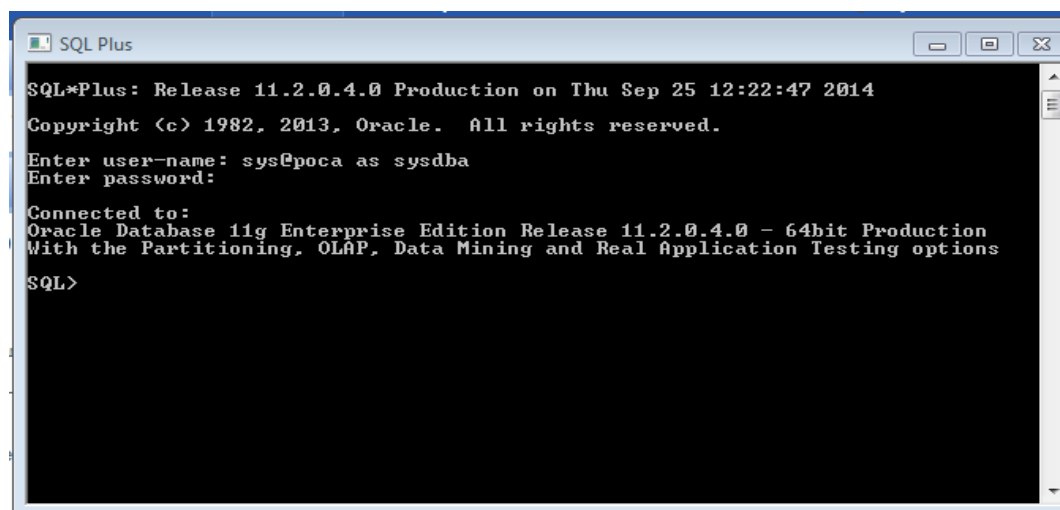 SQL Plus
SQL*Plus: Release 11.2.0.4.0 Production on Thu Sep 25 12:22:47 2014
Copyright (c) 1982, 2013, Oracle.  All rights reserved.
Enter user-name: sys@poca as sysdba
Enter password:
Connected to:
Oracle Database 11g Enterprise Edition Release 11.2.0.4.0 - 64bit Production
With the Partitioning, OLAP, Data Mining and Real Application Testing options
SQL>